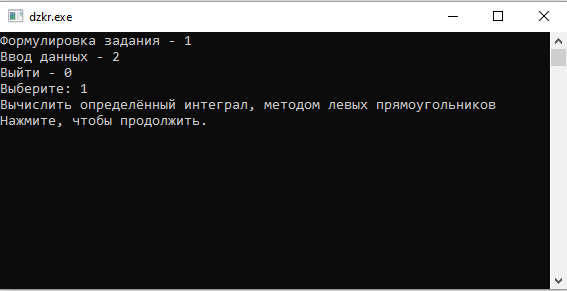 dzkr.exe
Формулировка задания - 1
Ввод данных - 2
Выйти - 0
Выберите: 1
Вычислить определённый интеграл, методом левых прямоугольников
Нажмите, чтобы продолжить.